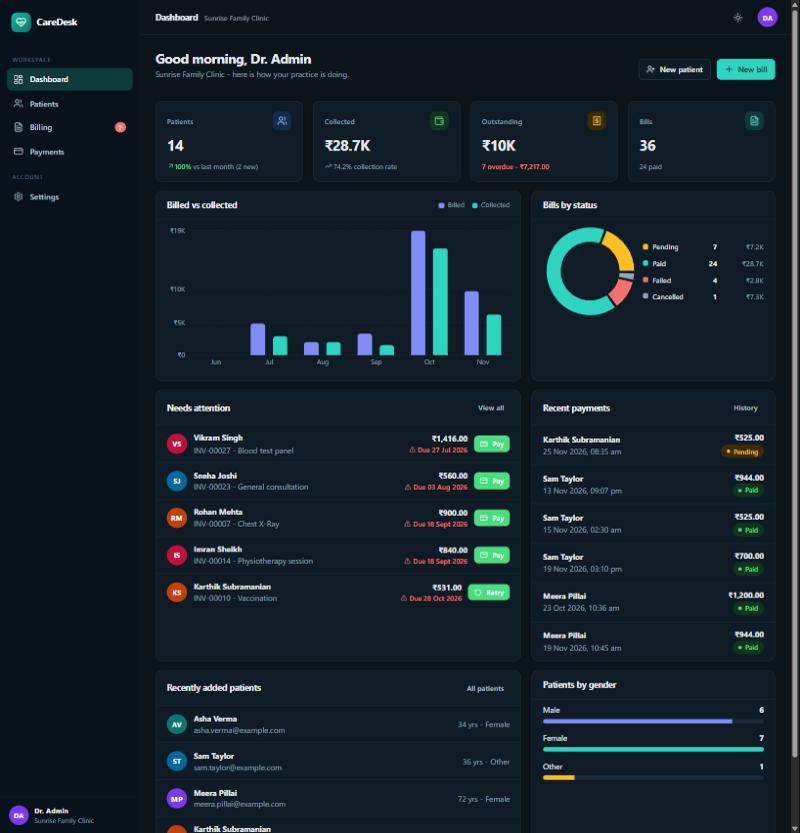 CareDesk
WORKSPACE
Dashboard
Patients
Billing 7
Payments
ACCOUNT
Settings
Dashboard Sunrise Family Clinic
DA
Good morning, Dr. Admin
Sunrise Family Clinic - here is how your practice is doing.
New patient
+ New bill
Patients
14
100% vs last month (2 new)
Collected
₹28.7K
74.2% collection rate
Outstanding
₹10K
7 overdue - ₹7,217.00
Bills
36
24 paid
Billed vs collected
Billed Collected
₹19K
₹10K
₹5K
₹0
Jun Jul Aug Sep Oct Nov
Bills by status
Pending 7 ₹7.2K
Paid 24 ₹28.7K
Failed 4 ₹2.8K
Cancelled 1 ₹7.3K
Needs attention View all
VS Vikram Singh ₹1,416.00 Pay
INV-00027 - Blood test panel Due 27 Jul 2026
SJ Sneha Joshi ₹560.00 Pay
INV-00023 - General consultation Due 03 Aug 2026
RM Rohan Mehta ₹900.00 Pay
INV-00007 - Chest X-Ray Due 18 Sept 2026
IS Imran Sheikh ₹840.00 Pay
INV-00014 - Physiotherapy session Due 18 Sept 2026
KS Karthik Subramanian ₹531.00 Retry
INV-00010 - Vaccination Due 28 Oct 2026
Recent payments History
Karthik Subramanian ₹525.00
25 Nov 2026, 08:35 am Pending
Sam Taylor ₹944.00
13 Nov 2026, 09:07 pm Paid
Sam Taylor ₹525.00
15 Nov 2026, 02:30 am Paid
Sam Taylor ₹700.00
19 Nov 2026, 03:10 pm Paid
Meera Pillai ₹1,200.00
23 Oct 2026, 10:36 am Paid
Meera Pillai ₹944.00
19 Nov 2026, 10:45 am Paid
Recently added patients All patients
AV Asha Verma 34 yrs - Female
asha.verma@example.com
ST Sam Taylor 36 yrs - Other
sam.taylor@example.com
MP Meera Pillai 72 yrs - Female
meera.pillai@example.com
Karthik Subramanian
Patients by gender
Male 6
Female 7
Other 1
DA Dr. Admin
Sunrise Family Clinic